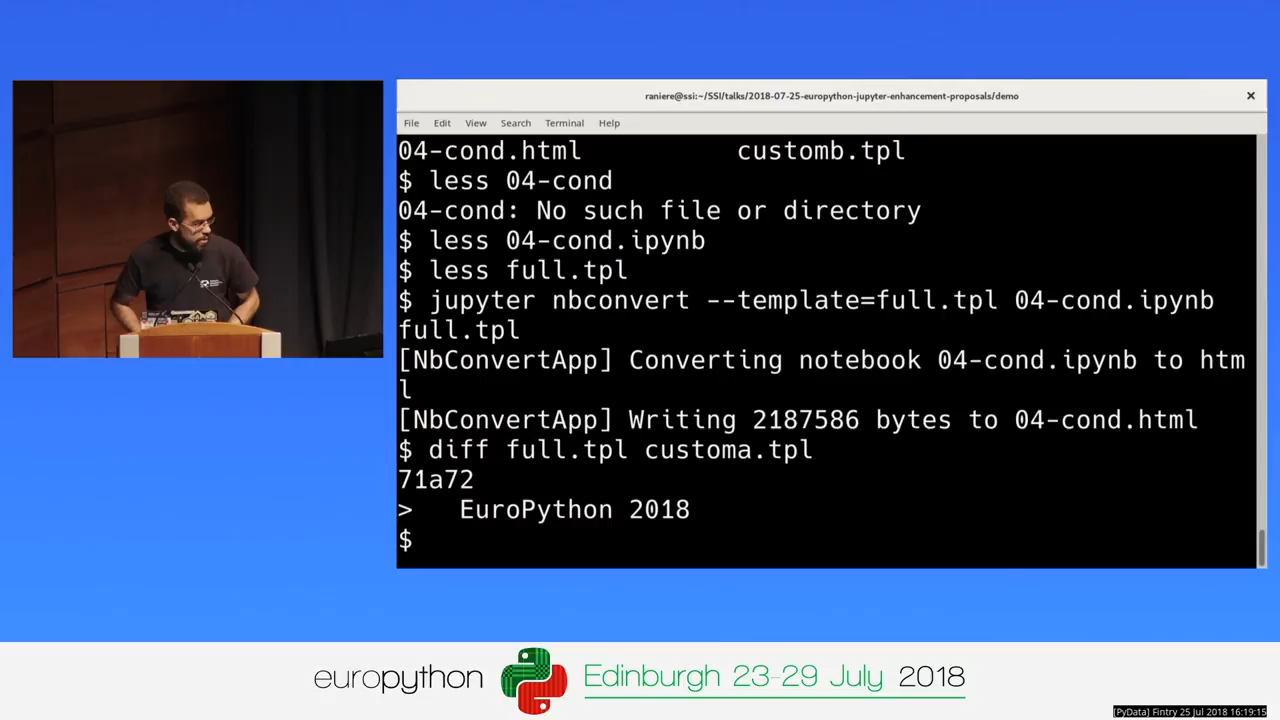 raniere@ssi:~/SSI/talks/2018-07-25-europython-jupyter-enhancement-proposals/demo
File Edit View Search Terminal Help
04-cond.html customb.tpl
$ less 04-cond
04-cond: No such file or directory
$ less 04-cond.ipynb
$ less full.tpl
$ jupyter nbconvert --template=full.tpl 04-cond.ipynb
full.tpl
[NbConvertApp] Converting notebook 04-cond.ipynb to htm
l
[NbConvertApp] Writing 2187586 bytes to 04-cond.html
$ diff full.tpl customa.tpl
71a72
> EuroPython 2018
$
europython Edinburgh 23-29 July 2018
[PyData] Fintry 25 Jul 2018 16:19:15